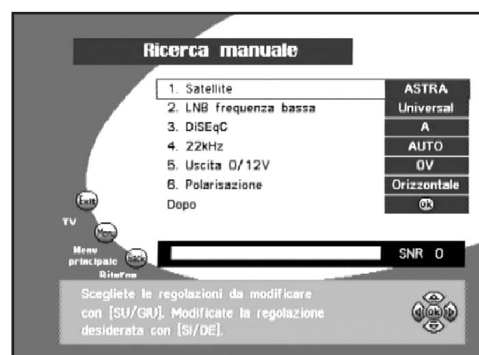 Ricerca manuale
1. Satellite ASTRA
2. LNB frequenza bassa Universal
3. DiSEqC A
4. 22kHz AUTO
5. Uscita 0/12V 0V
6. Polarisazione Orizzontale
Dopo ok
Exit
TV
Menu
Menu
principale
Back
Ritorno
SNR 0
Scegliete le regolazioni da modificare
con [SU/GIU]. Modificate la regolazione
desiderata con [SI/DE].
ok